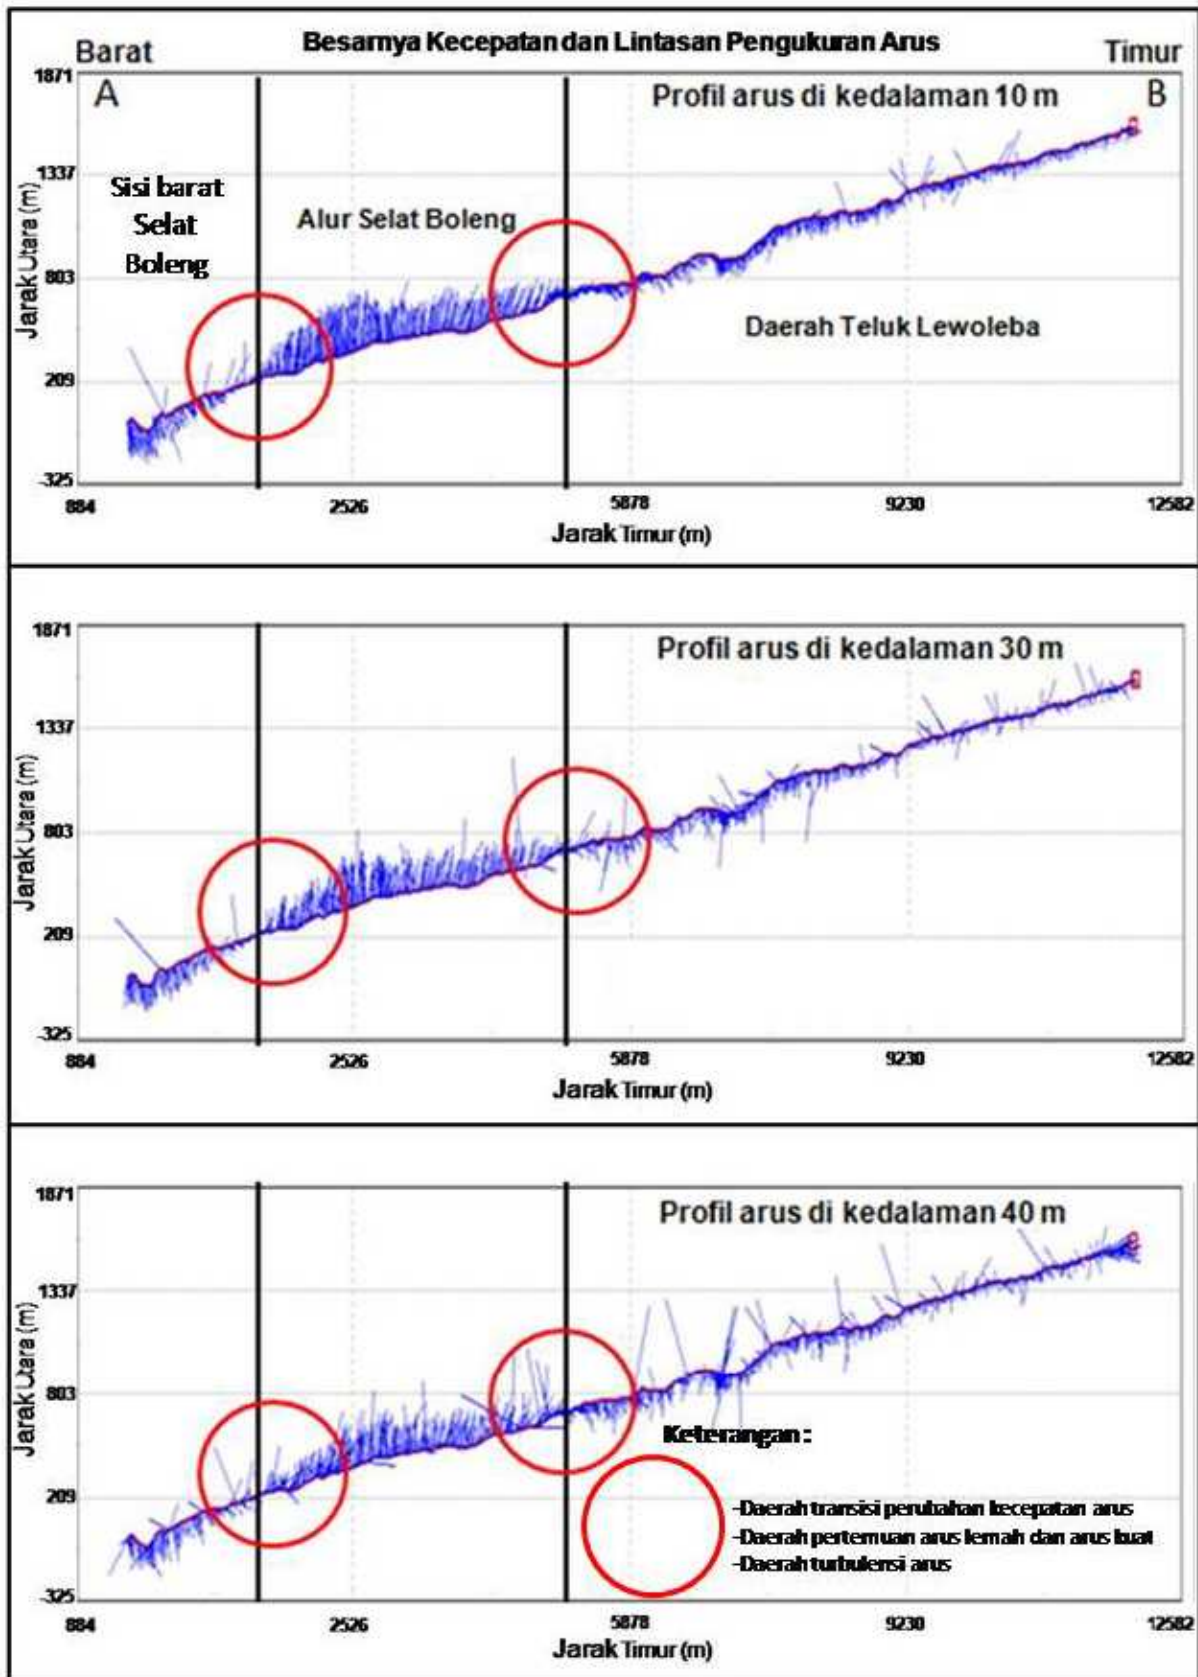 Besarnya Kecepatan dan Lintasan Pengukuran Arus
Barat
Timur
A
B
Profil arus di kedalaman 10 m
Sisi barat
Selat
Boleng
Alur Selat Boleng
Daerah Teluk Lewoleba
Jarak Utara (m)
1871
1337
803
209
-325
884
2526
5878
9230
12582
Jarak Timur (m)
Profil arus di kedalaman 30 m
Jarak Utara (m)
1871
1337
803
209
-325
884
2526
5878
9230
12582
Jarak Timur (m)
Profil arus di kedalaman 40 m
Jarak Utara (m)
1871
1337
803
209
-325
884
2526
5878
9230
12582
Jarak Timur (m)
Keterangan :
-Daerah transisi perubahan kecepatan arus
-Daerah pertemuan arus lemah dan arus kuat
-Daerah turbulensi arus